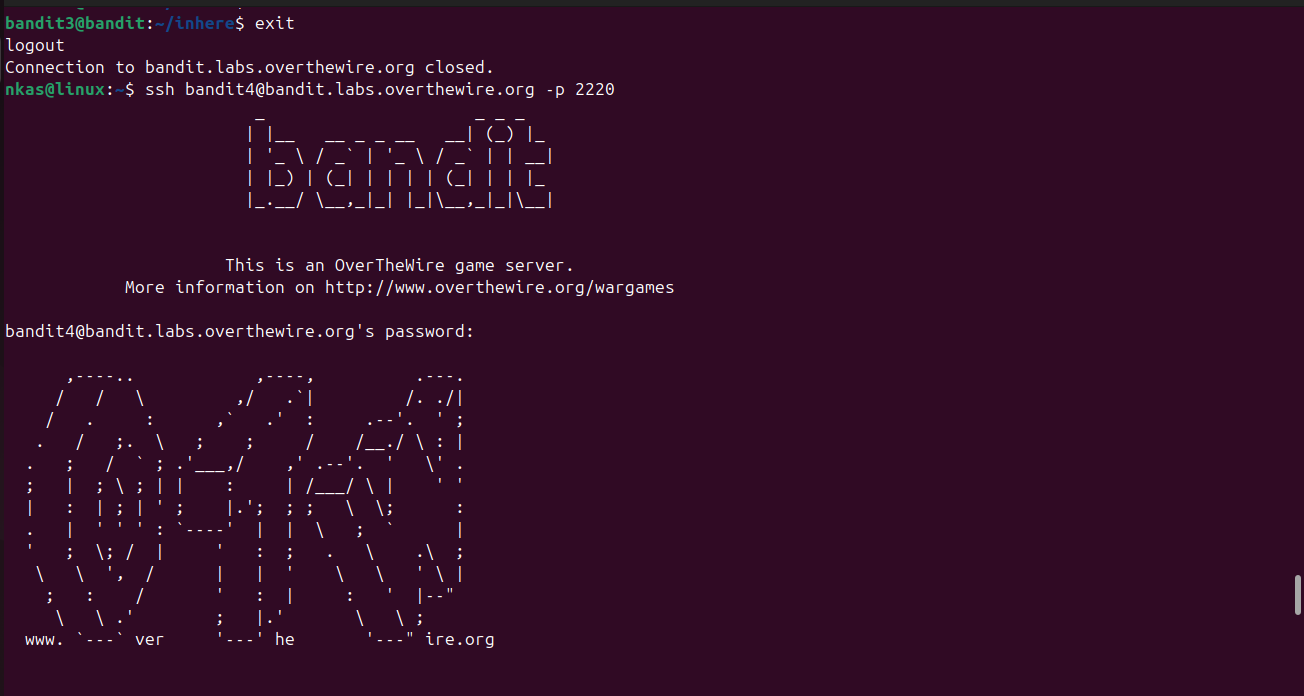 bandit3@bandit:~/inhere$ exit
logout
Connection to bandit.labs.overthewire.org closed.
nkas@linux:~$ ssh bandit4@bandit.labs.overthewire.org -p 2220
bandit
This is an OverTheWire game server.
More information on http://www.overthewire.org/wargames
bandit4@bandit.labs.overthewire.org's password:
www. `---` ver '---' he '---" ire.org